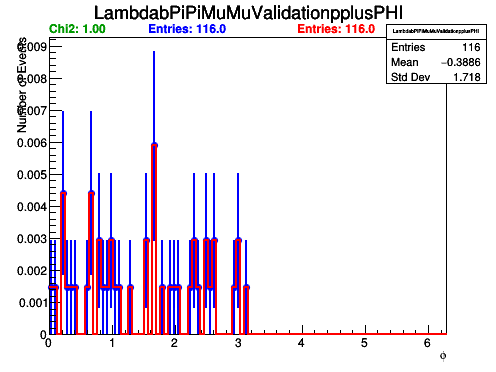 LambdabPiPiMuMuValidationpplusPHI
Chi2: 1.00 Entries: 116.0 Entries: 116.0
LambdabPiPiMuMuValidationpplusPHI
Entries 116
Mean −0.3886
Std Dev 1.718
Number of Events
0.009
0.008
0.007
0.006
0.005
0.004
0.003
0.002
0.001
0
0 1 2 3 4 5 6
ϕ